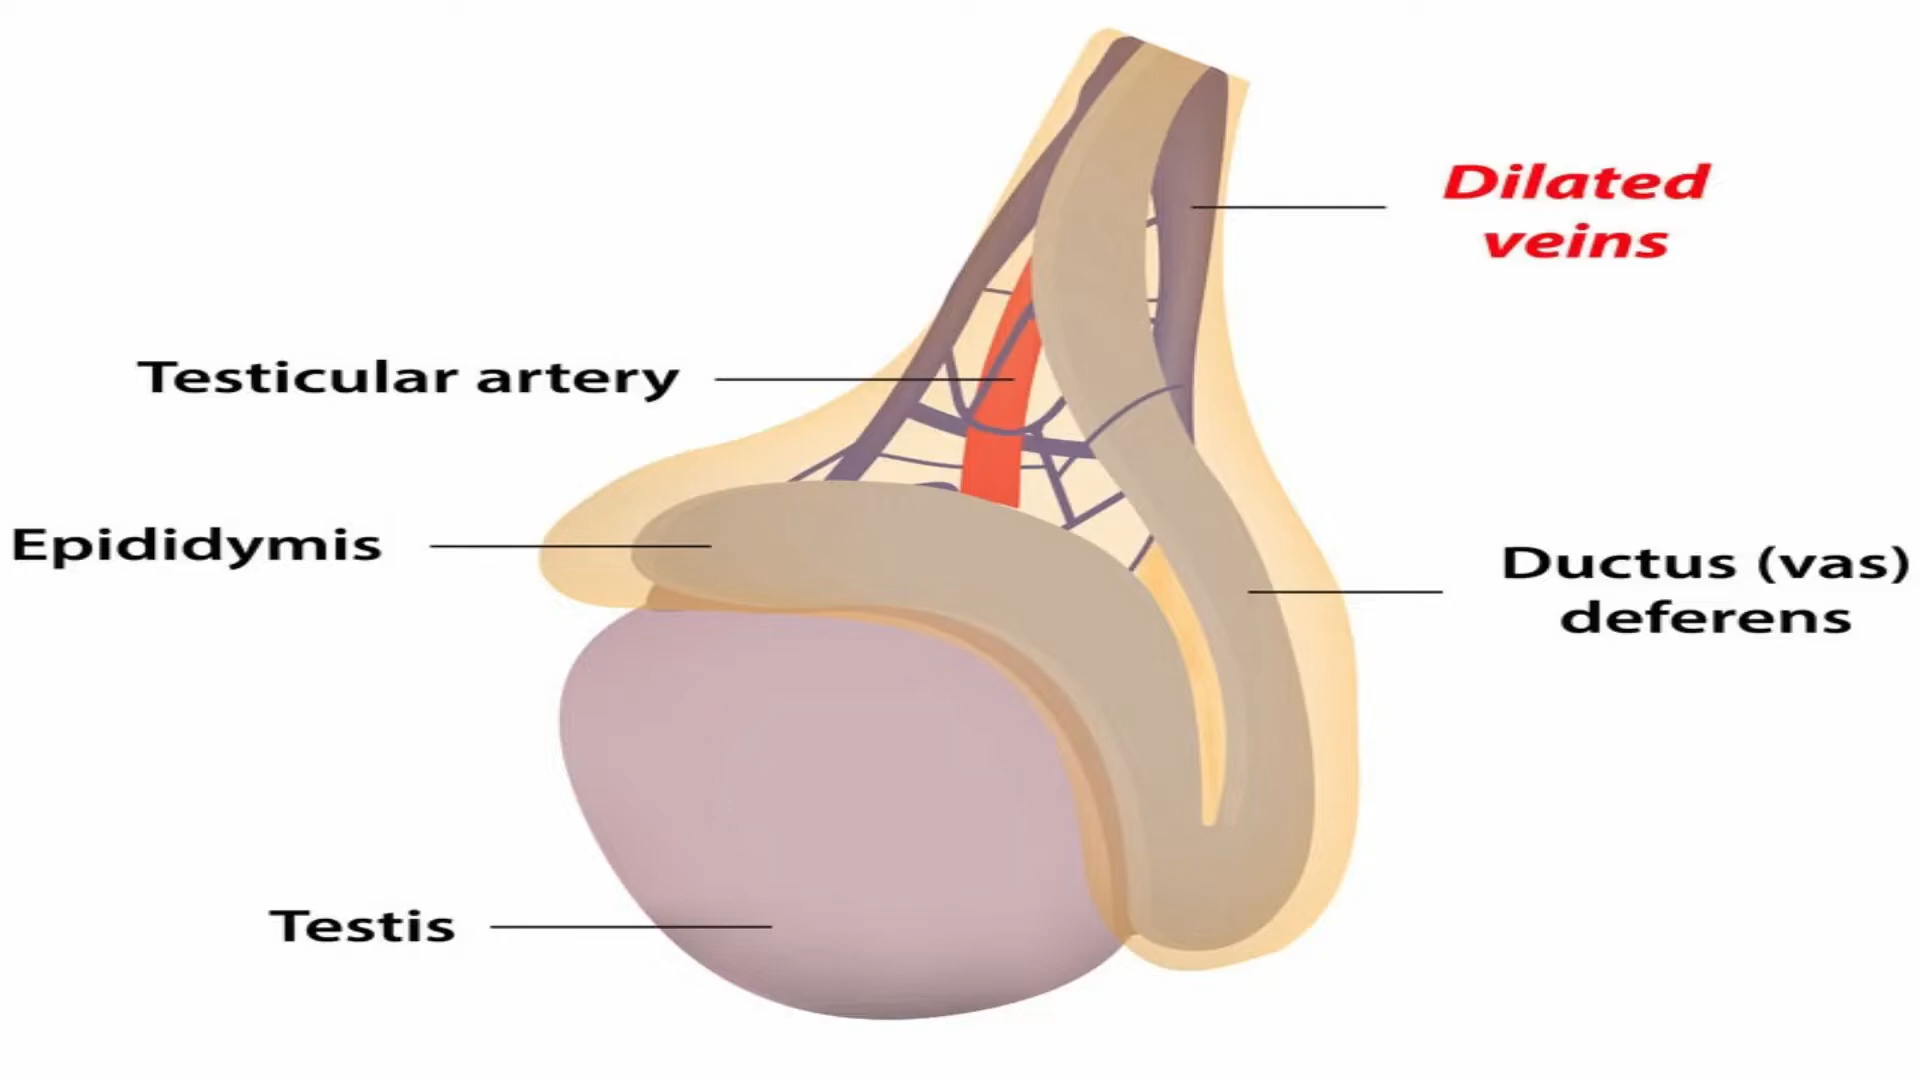 Dilated
veins
Testicular artery
Epididymis
Ductus (vas)
deferens
Testis